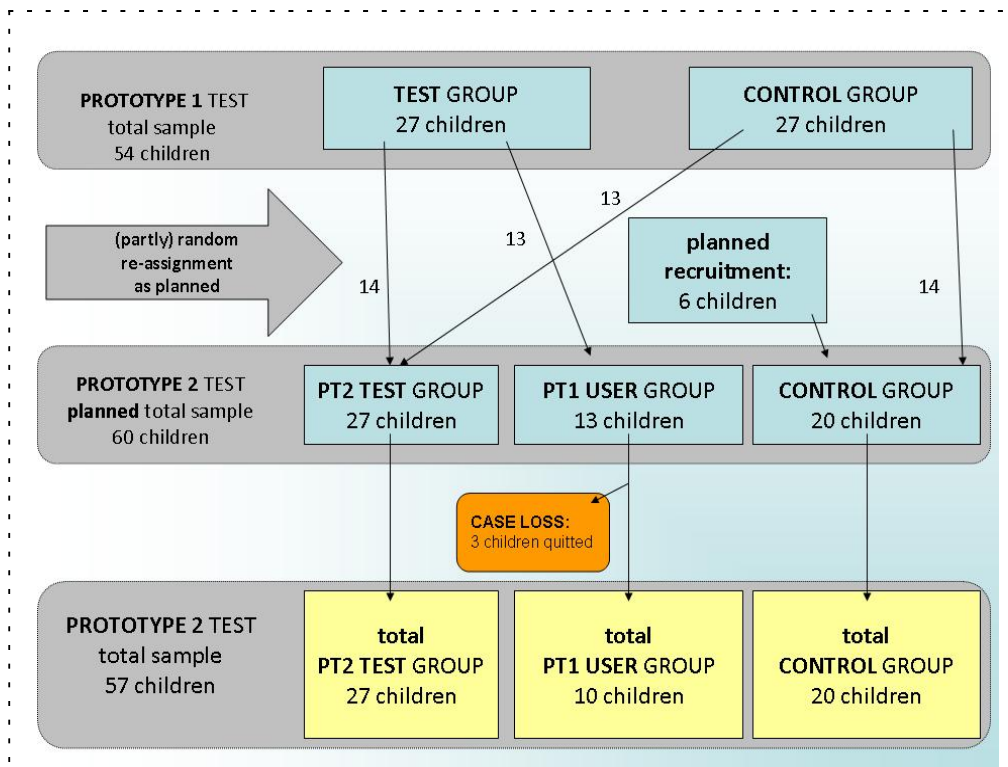 PROTOTYPE 1 TEST
total sample
54 children
TEST GROUP
27 children
CONTROL GROUP
27 children
(partly) random
re-assignment
as planned
14
13
13
planned
recruitment:
6 children
14
PROTOTYPE 2 TEST
planned total sample
60 children
PT2 TEST GROUP
27 children
PT1 USER GROUP
13 children
CONTROL GROUP
20 children
CASE LOSS:
3 children quitted
PROTOTYPE 2 TEST
total sample
57 children
total
PT2 TEST GROUP
27 children
total
PT1 USER GROUP
10 children
total
CONTROL GROUP
20 children